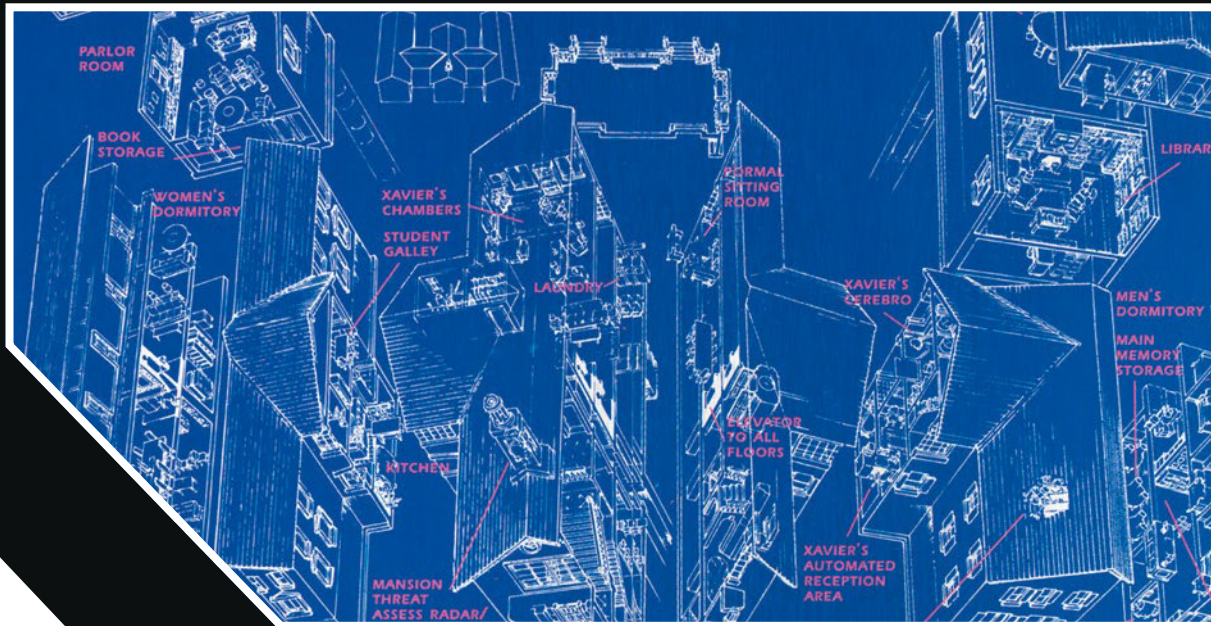 PARLOR
ROOM
BOOK
STORAGE
WOMEN'S
DORMITORY
XAVIER'S
CHAMBERS
STUDENT
GALLEY
FORMAL
SITTING
ROOM
LAUNDRY
LIBRAR
XAVIER'S
CEREBRO
MEN'S
DORMITORY
MAIN
MEMORY
STORAGE
ELEVATOR
TO ALL
FLOORS
KITCHEN
MANSION
THREAT
ASSESS RADAR/
XAVIER'S
AUTOMATED
RECEPTION
AREA